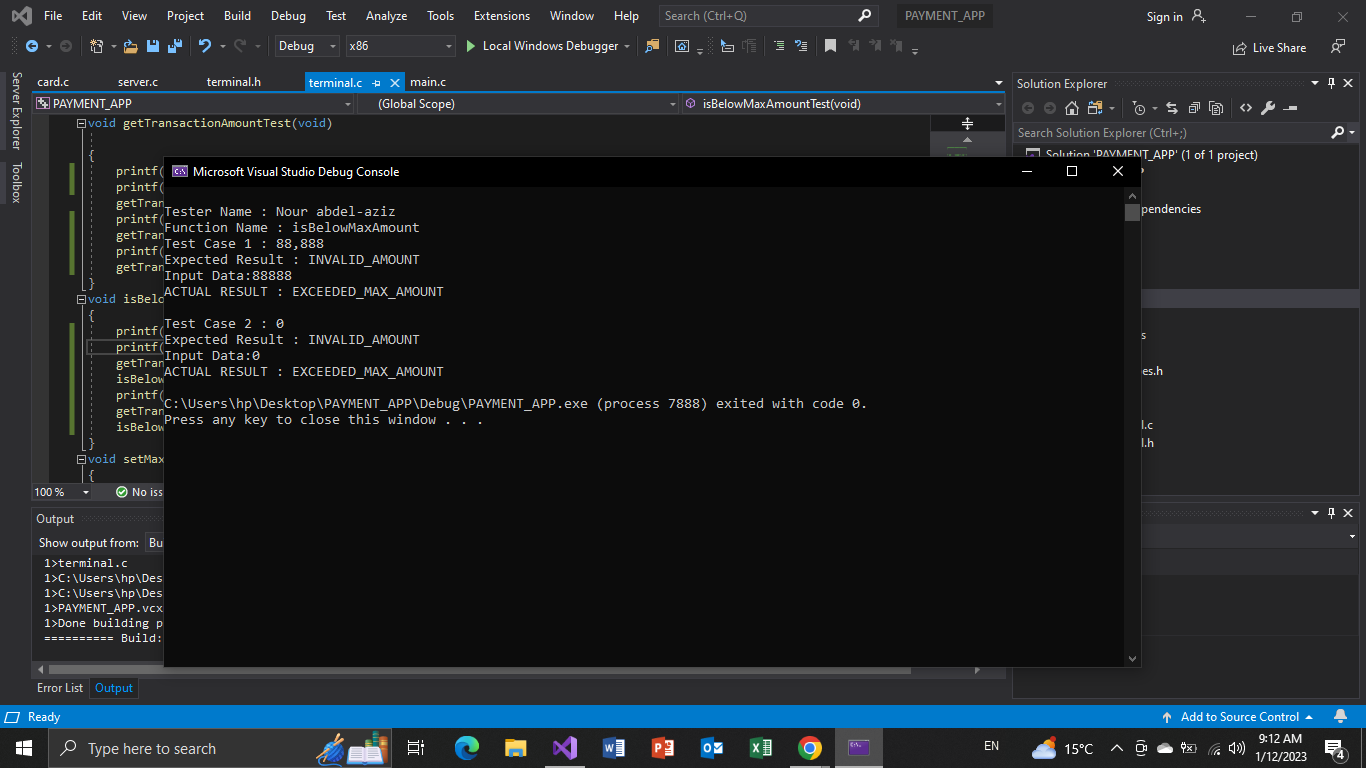 File Edit View Project Build Debug Test Analyze Tools Extensions Window Help Search (Ctrl+Q) PAYMENT_APP Sign in
Debug x86 Local Windows Debugger Live Share
Server Explorer
Toolbox
card.c server.c terminal.h terminal.c main.c
PAYMENT_APP (Global Scope) isBelowMaxAmountTest(void)
void getTransactionAmountTest(void)
{
printf(
printf(
getTran
printf(
getTran
printf(
getTran
}
void isBelo
{
printf(
printf(
getTran
isBelow
printf(
getTran
isBelow
}
void setMax
{
100 % No iss
Microsoft Visual Studio Debug Console
Tester Name : Nour abdel-aziz
Function Name : isBelowMaxAmount
Test Case 1 : 88,888
Expected Result : INVALID_AMOUNT
Input Data:88888
ACTUAL RESULT : EXCEEDED_MAX_AMOUNT
Test Case 2 : 0
Expected Result : INVALID_AMOUNT
Input Data:0
ACTUAL RESULT : EXCEEDED_MAX_AMOUNT
C:\Users\hp\Desktop\PAYMENT_APP\Debug\PAYMENT_APP.exe (process 7888) exited with code 0.
Press any key to close this window . . .
Solution Explorer
Search Solution Explorer (Ctrl+;)
Solution 'PAYMENT_APP' (1 of 1 project)
pendencies
s
es.h
l.c
l.h
Output
Show output from: Bu
1>terminal.c
1>C:\Users\hp\Des
1>C:\Users\hp\Des
1>PAYMENT_APP.vcx
1>Done building p
========== Build:
Error List Output
Ready Add to Source Control
Type here to search EN 15°C 9:12 AM
1/12/2023 4